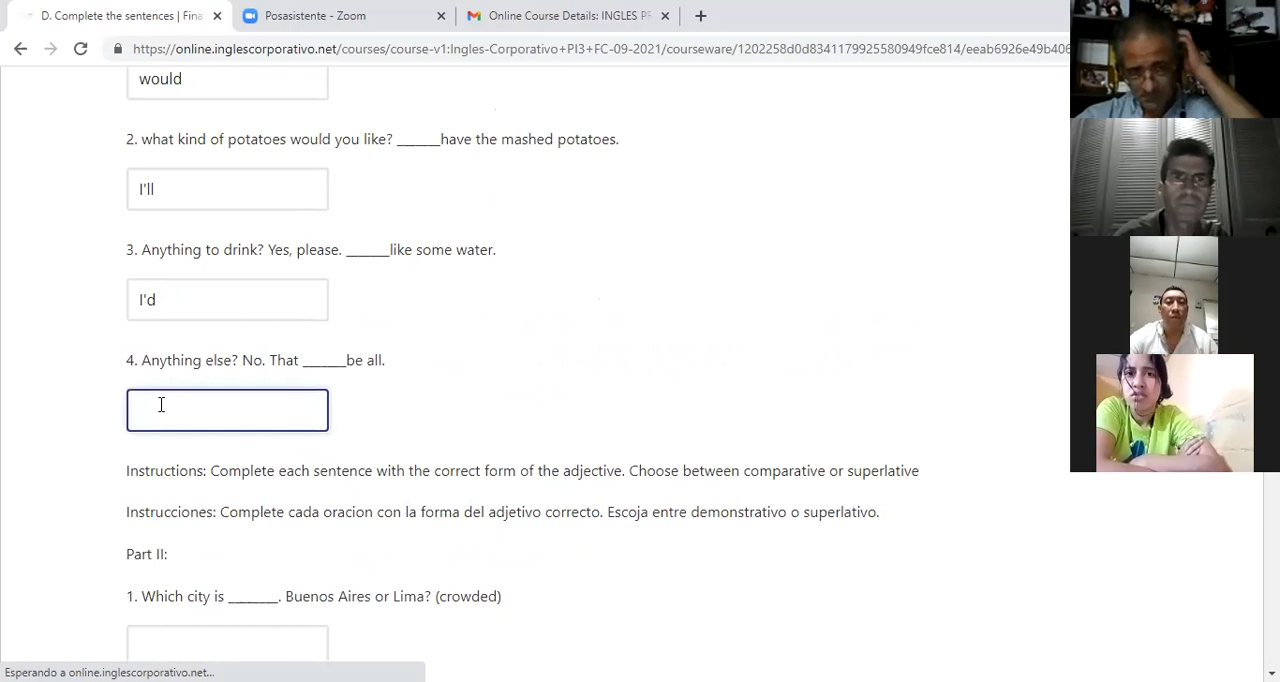 D. Complete the sentences | Fina
Posasistente - Zoom
Online Course Details: INGLES PR
https://online.inglescorporativo.net/courses/course-v1:Ingles-Corporativo+PI3+FC-09-2021/courseware/1202258d0d8341179925580949fce814/eeab6926e49b406
would
2. what kind of potatoes would you like? ______have the mashed potatoes.
I'll
3. Anything to drink? Yes, please. ______like some water.
I'd
4. Anything else? No. That ______be all.
Instructions: Complete each sentence with the correct form of the adjective. Choose between comparative or superlative
Instrucciones: Complete cada oracion con la forma del adjetivo correcto. Escoja entre demonstrativo o superlativo.
Part II:
1. Which city is _______. Buenos Aires or Lima? (crowded)
Esperando a online.inglescorporativo.net...